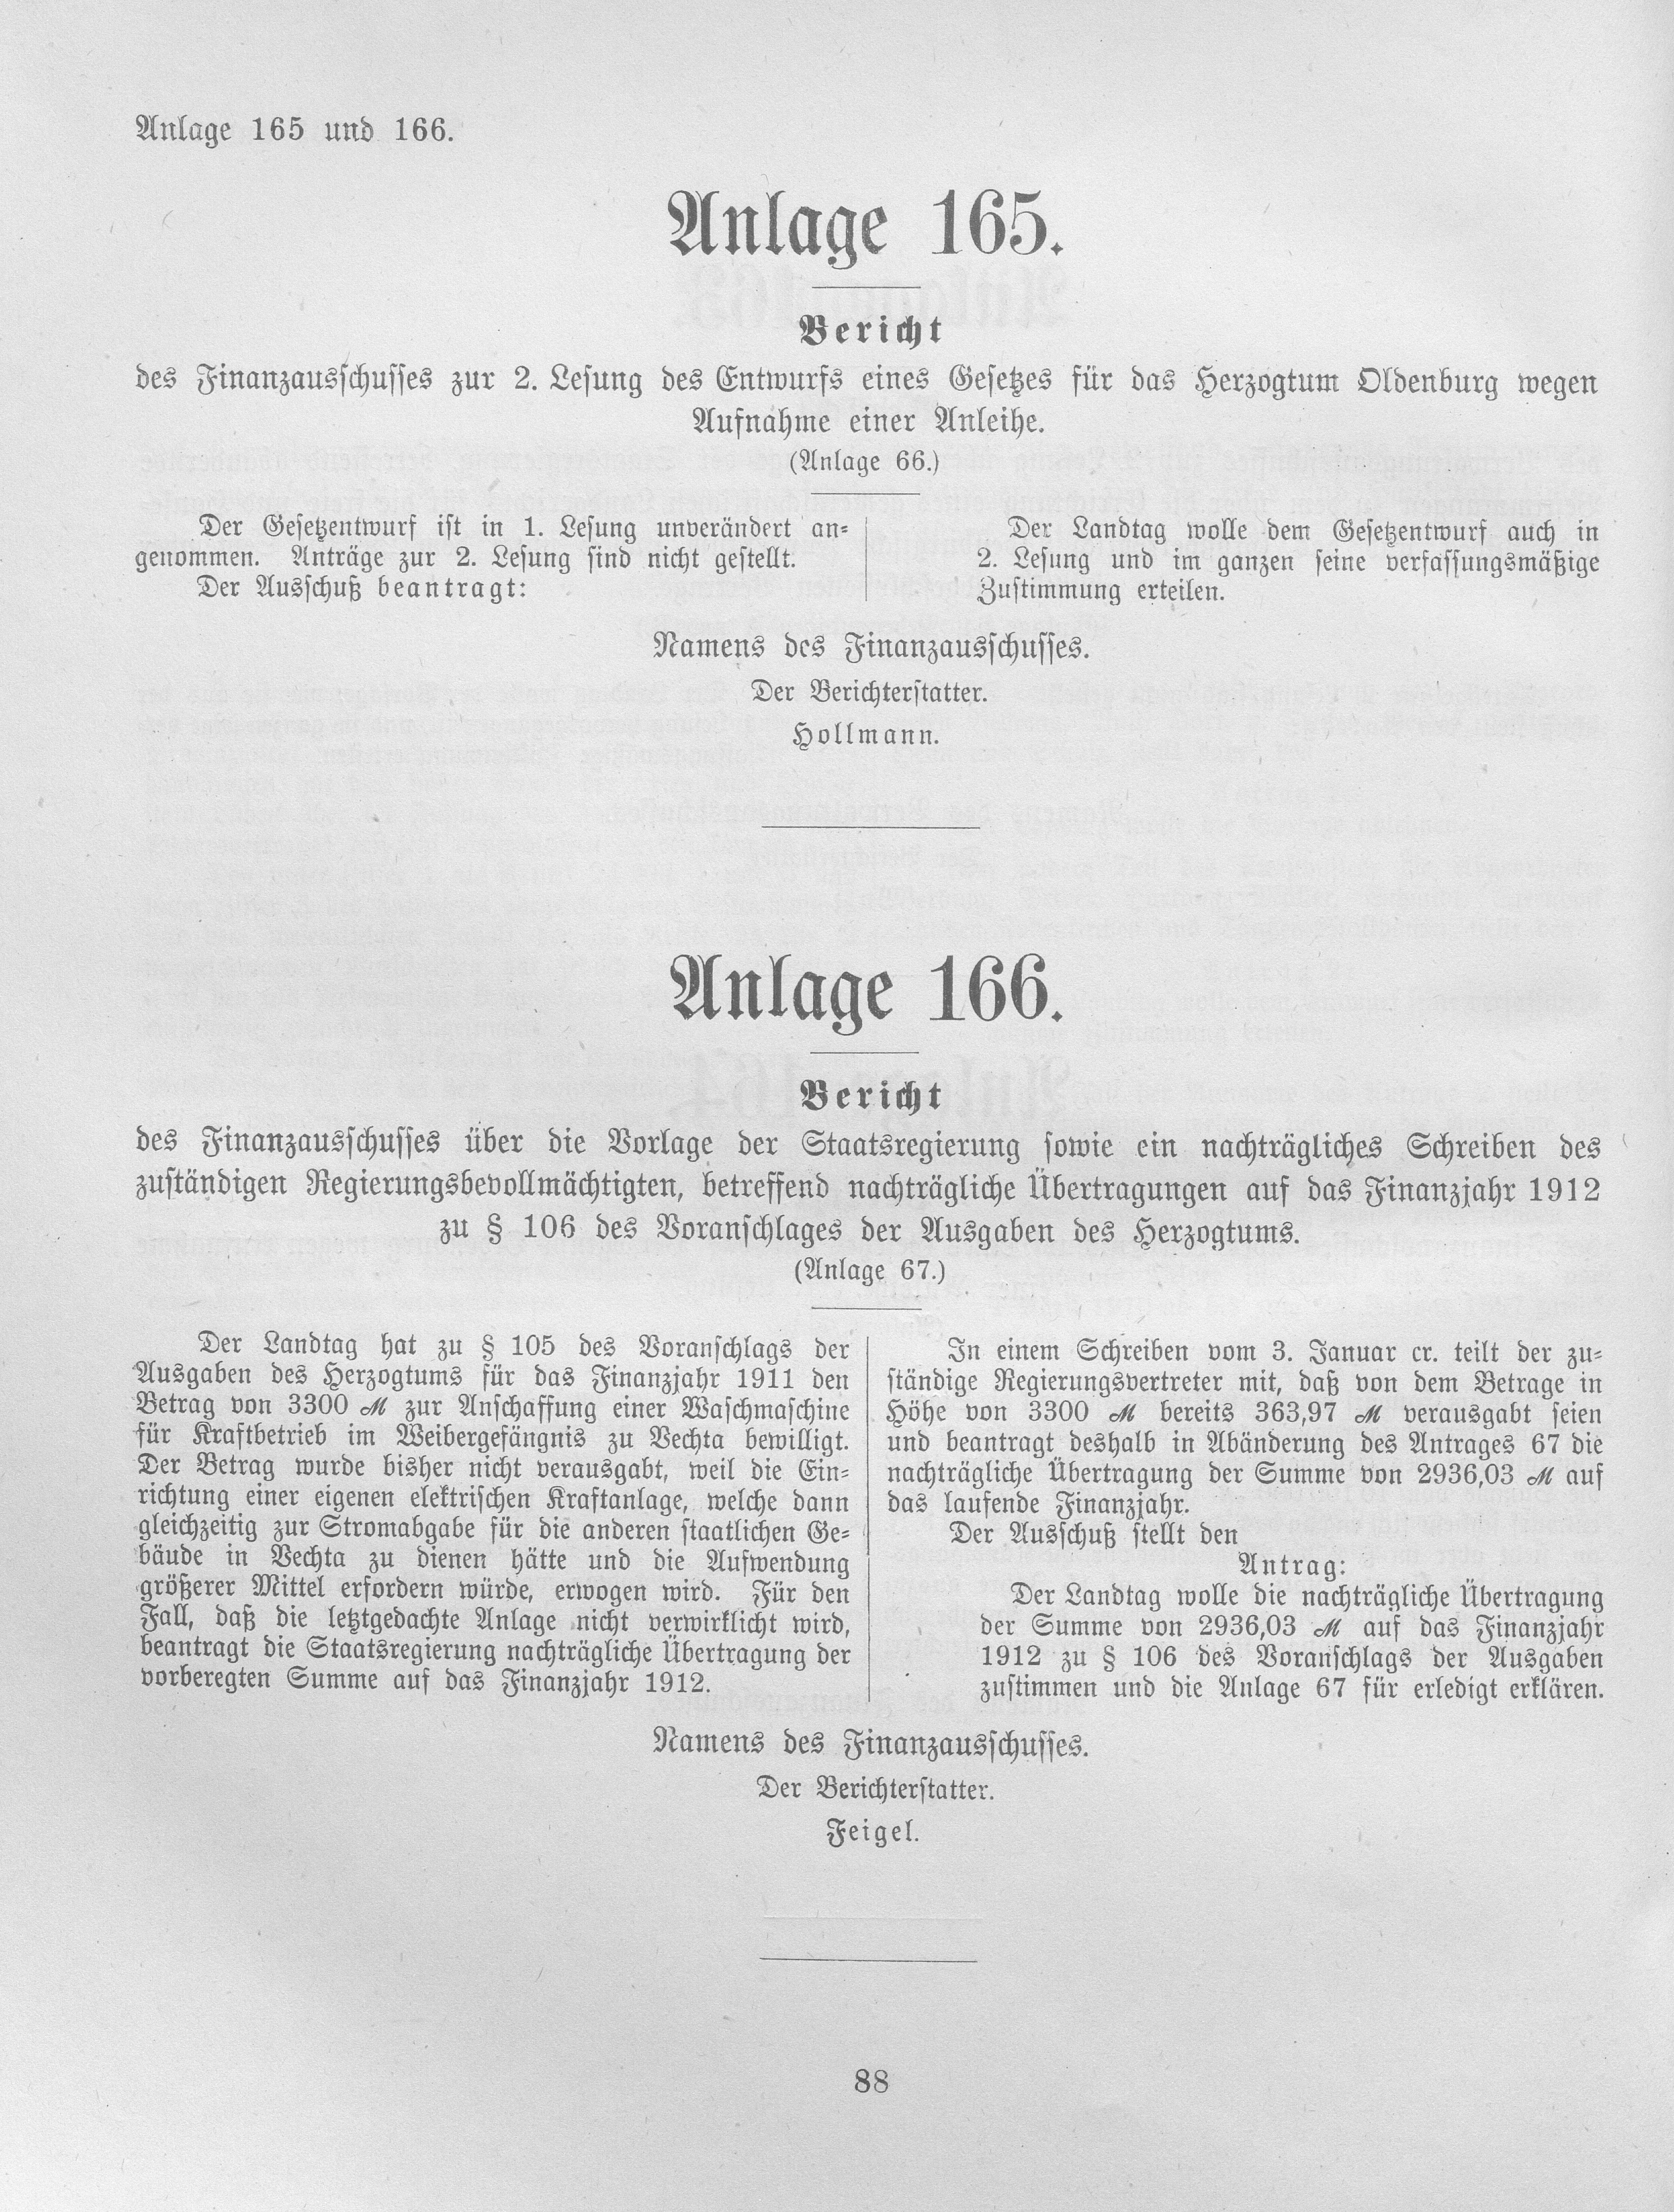 Anlage 165 und 166.
Anlage 165.
Bericht
des Finanzausschusses zur 2. Lesung des Entwurfs eines Gesetzes für das Herzogtum Oldenburg wegen
Aufnahme einer Anleihe.
(Anlage 66.)
Der Gesetzentwurf ist in 1. Lesung unverändert an-
genommen. Anträge zur 2. Lesung sind nicht gestellt.
Der Ausschuß beantragt:
Der Landtag wolle dem Gesetzentwurf auch in
2. Lesung und im ganzen seine verfassungsmäßige
Zustimmung erteilen.
Namens des Finanzausschusses.
Der Berichterstatter.
Hollmann.
Anlage 166.
Bericht
des Finanzausschusses über die Vorlage der Staatsregierung sowie ein nachträgliches Schreiben des
zuständigen Regierungsbevollmächtigten, betreffend nachträgliche Übertragungen auf das Finanzjahr 1912
zu § 106 des Voranschlages der Ausgaben des Herzogtums.
(Anlage 67.)
Der Landtag hat zu § 105 des Voranschlags der
Ausgaben des Herzogtums für das Finanzjahr 1911 den
Betrag von 3300 ℳ zur Anschaffung einer Waschmaschine
für Kraftbetrieb im Weibergefängnis zu Vechta bewilligt.
Der Betrag wurde bisher nicht verausgabt, weil die Ein-
richtung einer eigenen elektrischen Kraftanlage, welche dann
gleichzeitig zur Stromabgabe für die anderen staatlichen Ge-
bäude in Vechta zu dienen hätte und die Aufwendung
größerer Mittel erfordern würde, erwogen wird. Für den
Fall, daß die letztgedachte Anlage nicht verwirklicht wird,
beantragt die Staatsregierung nachträgliche Übertragung der
vorberegten Summe auf das Finanzjahr 1912.
In einem Schreiben vom 3. Januar cr. teilt der zu-
ständige Regierungsvertreter mit, daß von dem Betrage in
Höhe von 3300 ℳ bereits 363,97 ℳ verausgabt seien
und beantragt deshalb in Abänderung des Antrages 67 die
nachträgliche Übertragung der Summe von 2936,03 ℳ auf
das laufende Finanzjahr.
Der Ausschuß stellt den
Antrag:
Der Landtag wolle die nachträgliche Übertragung
der Summe von 2936,03 ℳ auf das Finanzjahr
1912 zu § 106 des Voranschlags der Ausgaben
zustimmen und die Anlage 67 für erledigt erklären.
Namens des Finanzausschusses.
Der Berichterstatter.
Feigel.
88